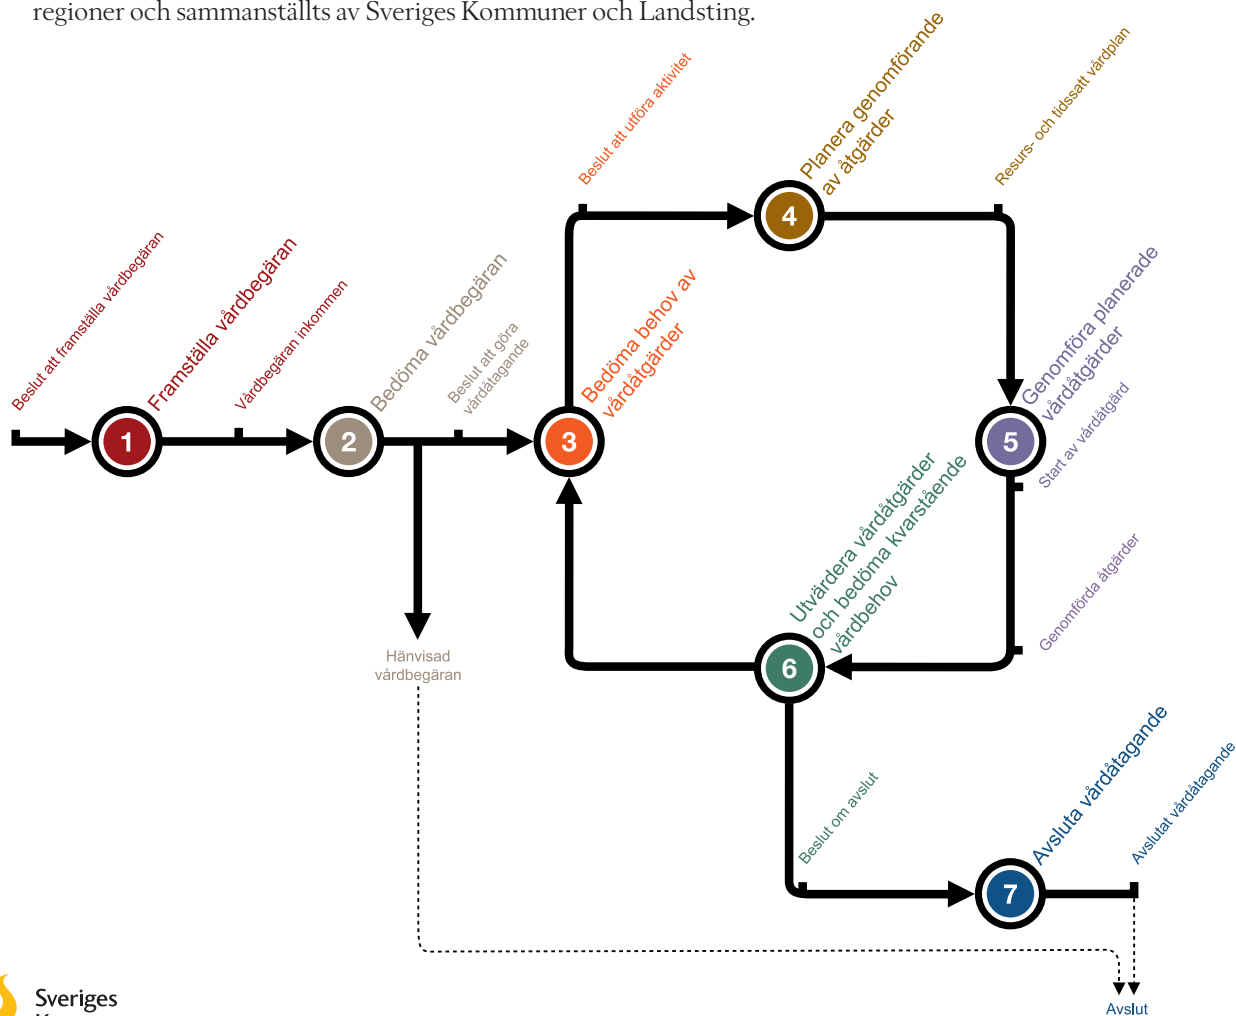 regioner och sammanställts av Sveriges Kommuner och Landsting.
Beslut att framställa vårdbegäran
1
Framställa vårdbegäran
Vårdbegäran inkommen
2
Bedöma vårdbegäran
Beslut att göra
vårdåtagande
Hänvisad
vårdbegäran
3
Bedöma behov av
vårdåtgärder
Beslut att utföra aktivitet
4
Planera genomförande
av åtgärder
Resurs- och tidssatt vårdplan
5
Genomföra planerade
vårdåtgärder
Start av vårdåtgärd
Genomförda åtgärder
6
Utvärdera vårdåtgärder
och bedöma kvarstående
vårdbehov
Beslut om avslut
7
Avsluta vårdåtagande
Avslutat vårdåtagande
Avslut
Sveriges